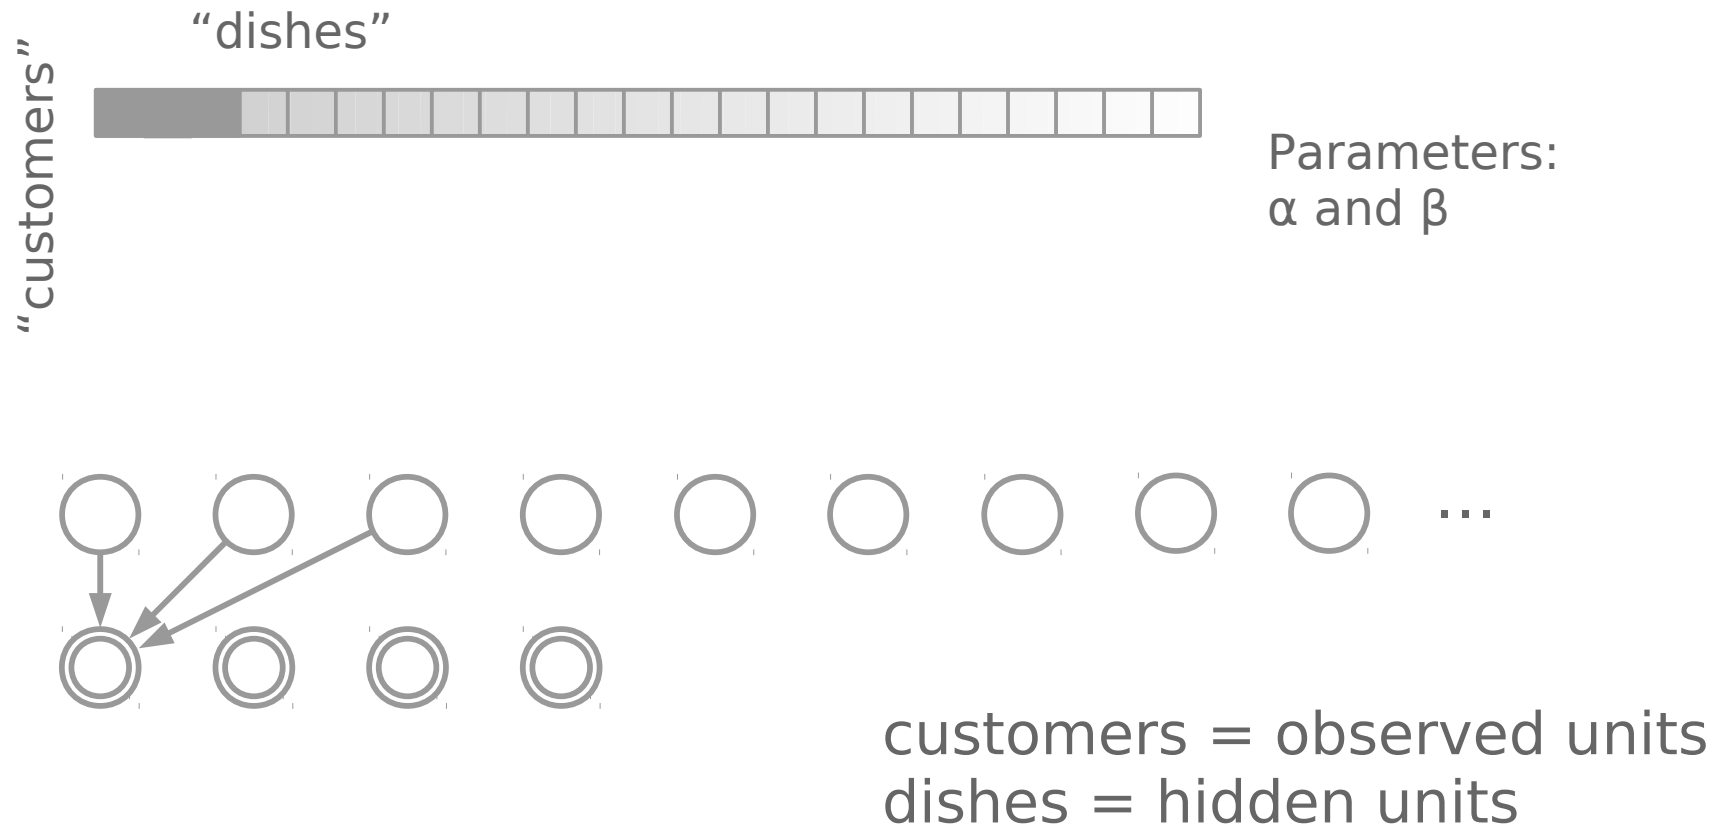 “dishes”
“customers”
Parameters:
α and β
...
customers = observed units
dishes = hidden units